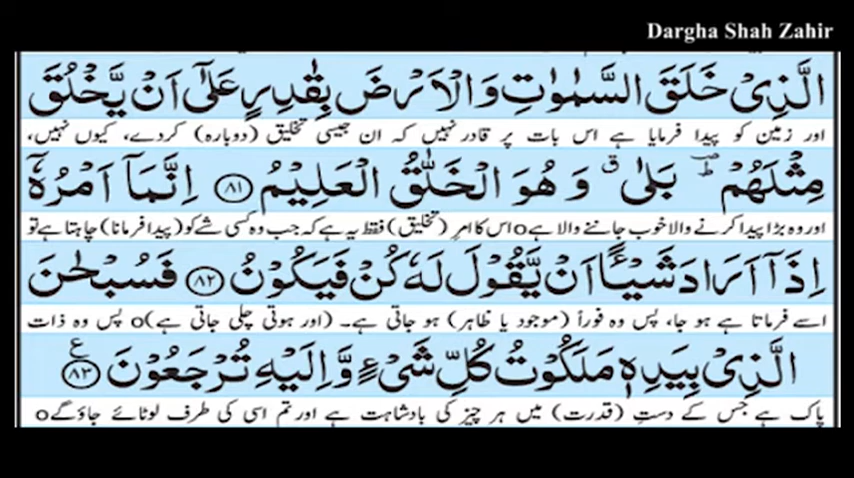 Dargha Shah Zahir
الَّذِیْ خَلَقَ السَّمٰوٰتِ وَالْاَرْضَ بِقٰدِرٍ عَلٰۤی اَنْ یَّخْلُقَ
اور زمین کو پیدا فرمایا ہے اس بات پر قادر نہیں کہ ان جیسی تخلیق (دوبارہ) کردے، کیوں نہیں،
مِثْلَهُمْ ؕ بَلٰی ۗ وَهُوَ الْخَلّٰقُ الْعَلِیْمُ ﴿۸۱﴾ اِنَّمَاۤ اَمْرُهٗۤ
اور وہ بڑا پیدا کرنے والا خوب جاننے والا ہےo اس کا امرِ (تخلیق) فقط یہ ہے کہ جب وہ کسی شے کو (پیدا فرمانا) چاہتا ہے تو
اِذَاۤ اَرَادَ شَیْـًٔا اَنْ یَّقُوْلَ لَهٗ كُنْ فَیَكُوْنُ ﴿۸۲﴾ فَسُبْحٰنَ
اسے فرماتا ہے ہو جا، پس وہ فوراً (موجود یا ظاہر) ہو جاتی ہے۔ (اور ہوتی چلی جاتی ہے)o پس وہ ذات
الَّذِیْ بِیَدِهٖ مَلَكُوْتُ كُلِّ شَیْءٍ وَّاِلَیْهِ تُرْجَعُوْنَ ﴿۸۳﴾ ع
پاک ہے جس کے دستِ (قدرت) میں ہر چیز کی بادشاہت ہے اور تم اسی کی طرف لوٹائے جاؤ گےo